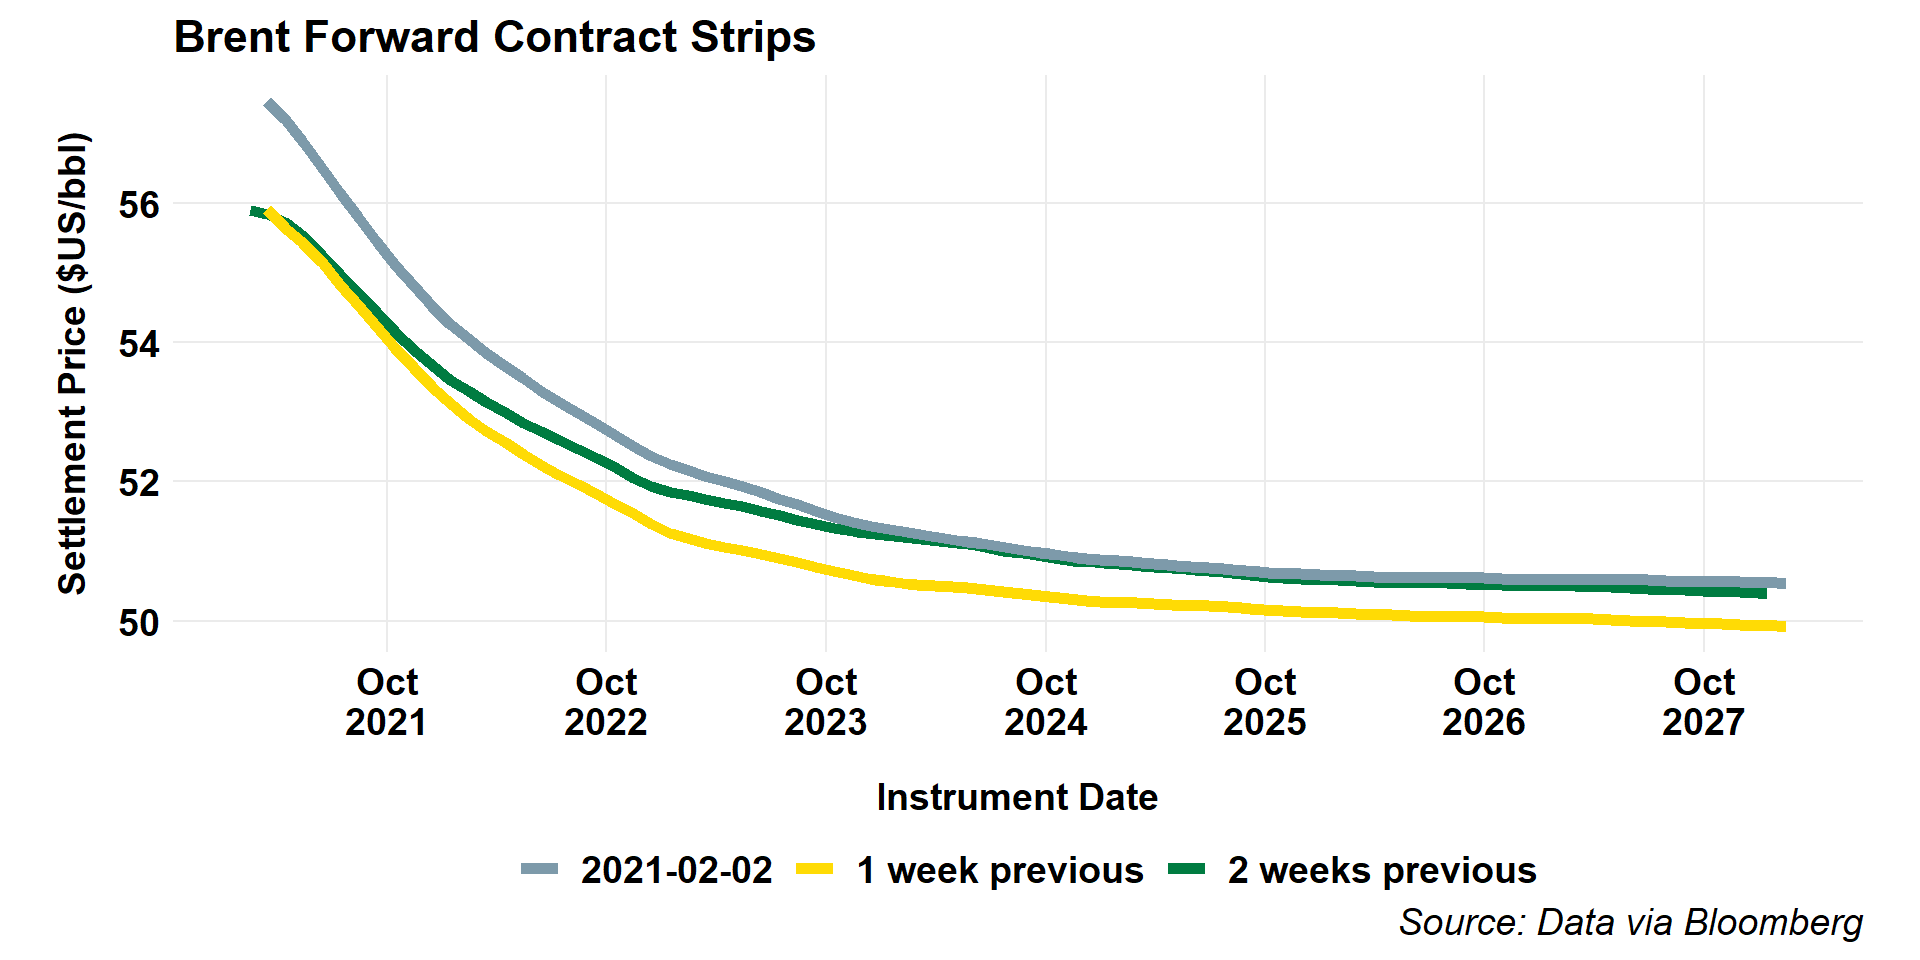 Brent Forward Contract Strips
Settlement Price ($US/bbl)
56
54
52
50
Oct 2021
Oct 2022
Oct 2023
Oct 2024
Oct 2025
Oct 2026
Oct 2027
Instrument Date
2021-02-02
1 week previous
2 weeks previous
Source: Data via Bloomberg